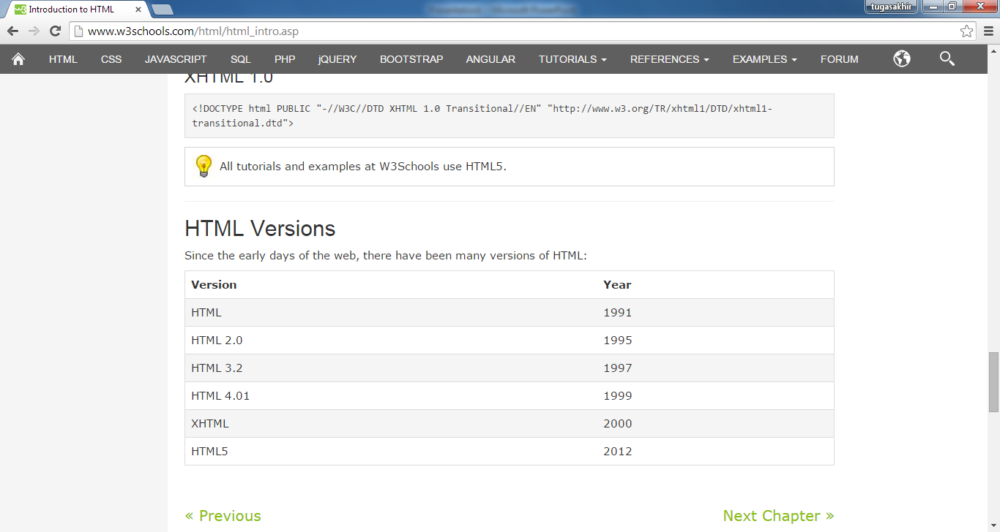 Introduction to HTML
tugasakhir
www.w3schools.com/html/html_intro.asp
HTML CSS JAVASCRIPT SQL PHP jQUERY BOOTSTRAP ANGULAR TUTORIALS REFERENCES EXAMPLES FORUM
XHTML 1.0
<!DOCTYPE html PUBLIC "-//W3C//DTD XHTML 1.0 Transitional//EN" "http://www.w3.org/TR/xhtml1/DTD/xhtml1-
transitional.dtd">
All tutorials and examples at W3Schools use HTML5.
HTML Versions
Since the early days of the web, there have been many versions of HTML:
Version Year
HTML 1991
HTML 2.0 1995
HTML 3.2 1997
HTML 4.01 1999
XHTML 2000
HTML5 2012
« Previous Next Chapter »